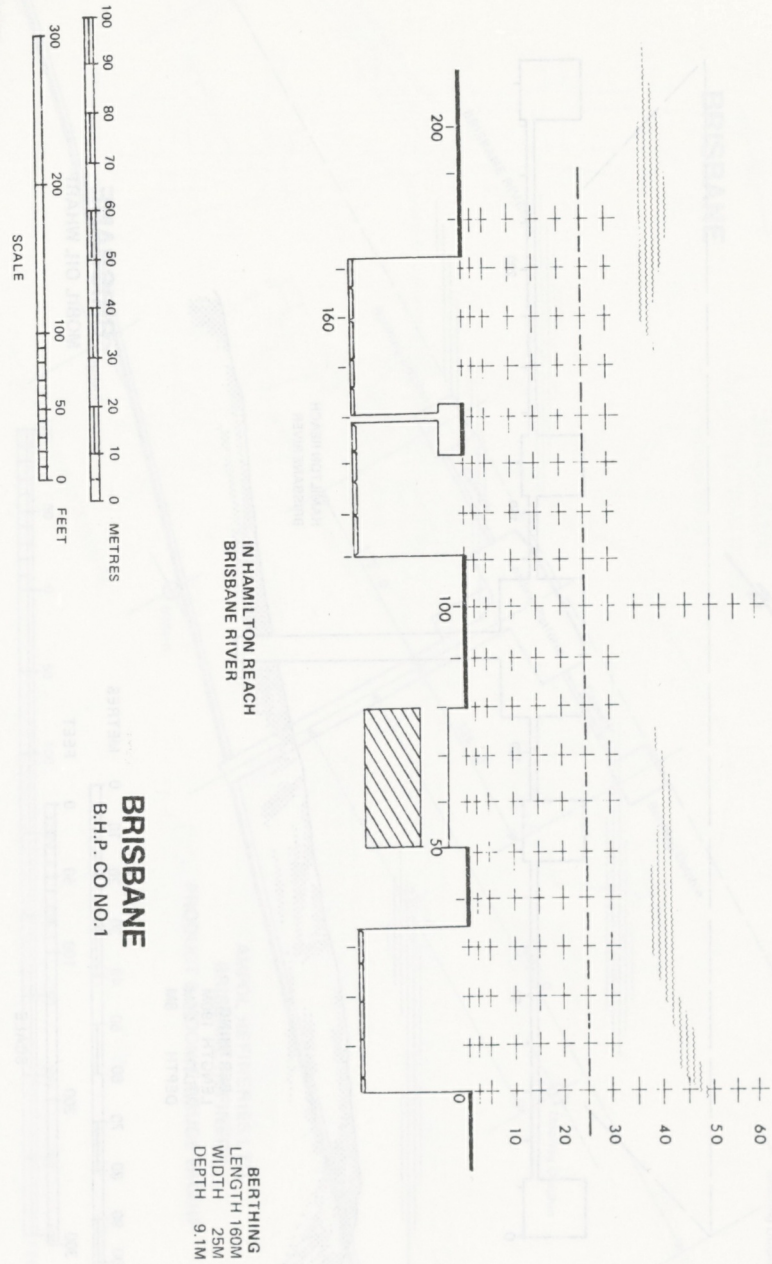 BRISBANE
B.H.P. CO NO.1
IN HAMILTON REACH
BRISBANE RIVER
BERTHING
LENGTH 160M
WIDTH 25M
DEPTH 9.1M
200
160
100
50
0
10
20
30
40
50
60
100 90 80 70 60 50 40 30 20 10 0 METRES
300 200 100 50 0 FEET
SCALE